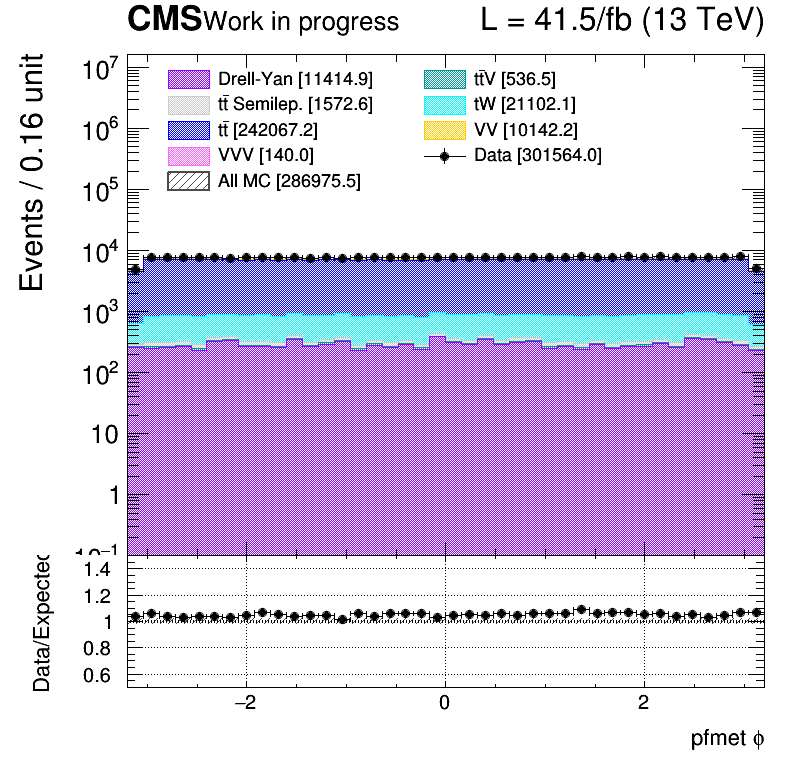 CMS Work in progress L = 41.5/fb (13 TeV)
Events / 0.16 unit
10⁷
10⁶
10⁵
10⁴
10³
10²
10
1
10⁻¹
Drell-Yan [11414.9]
tt̄ Semilep. [1572.6]
tt̄ [242067.2]
VVV [140.0]
All MC [286975.5]
tt̄V [536.5]
tW [21102.1]
VV [10142.2]
Data [301564.0]
Data/Expected
1.4
1.2
1
0.8
0.6
−2 0 2
pfmet ϕ